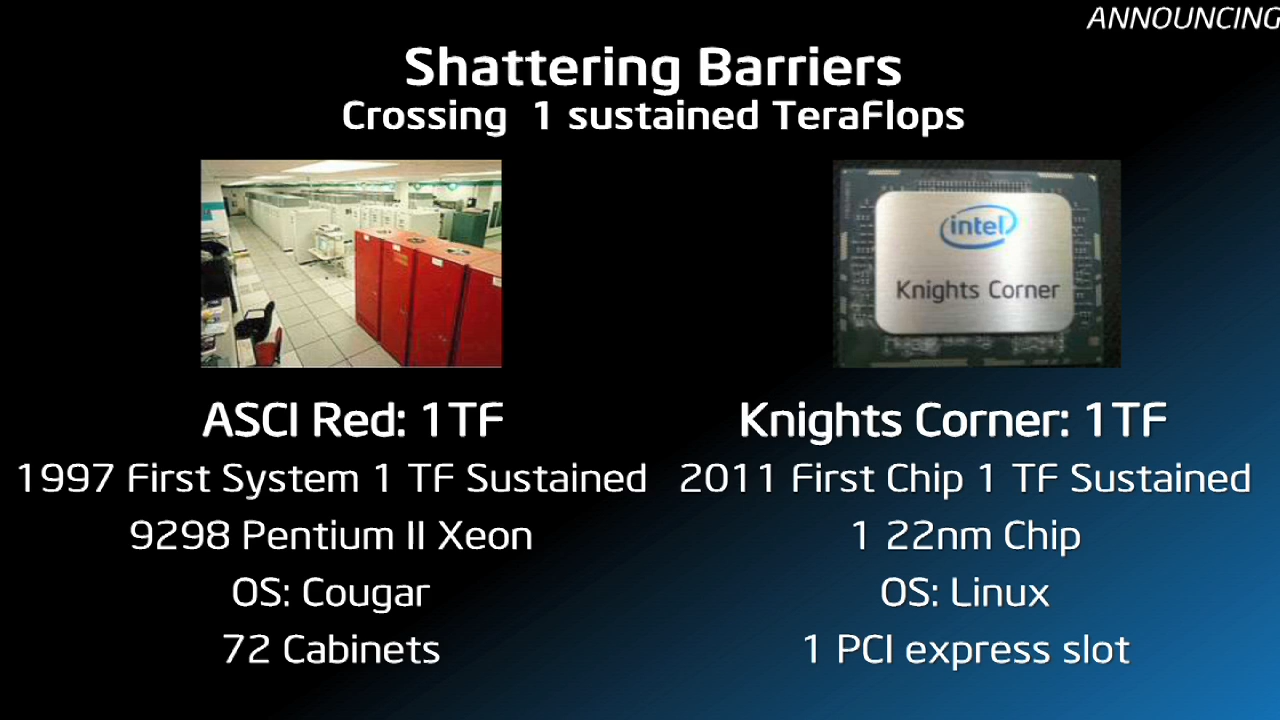 ANNOUNCING
Shattering Barriers
Crossing 1 sustained TeraFlops
intel
Knights Corner
ASCI Red: 1TF
1997 First System 1 TF Sustained
9298 Pentium II Xeon
OS: Cougar
72 Cabinets
Knights Corner: 1TF
2011 First Chip 1 TF Sustained
1 22nm Chip
OS: Linux
1 PCI express slot